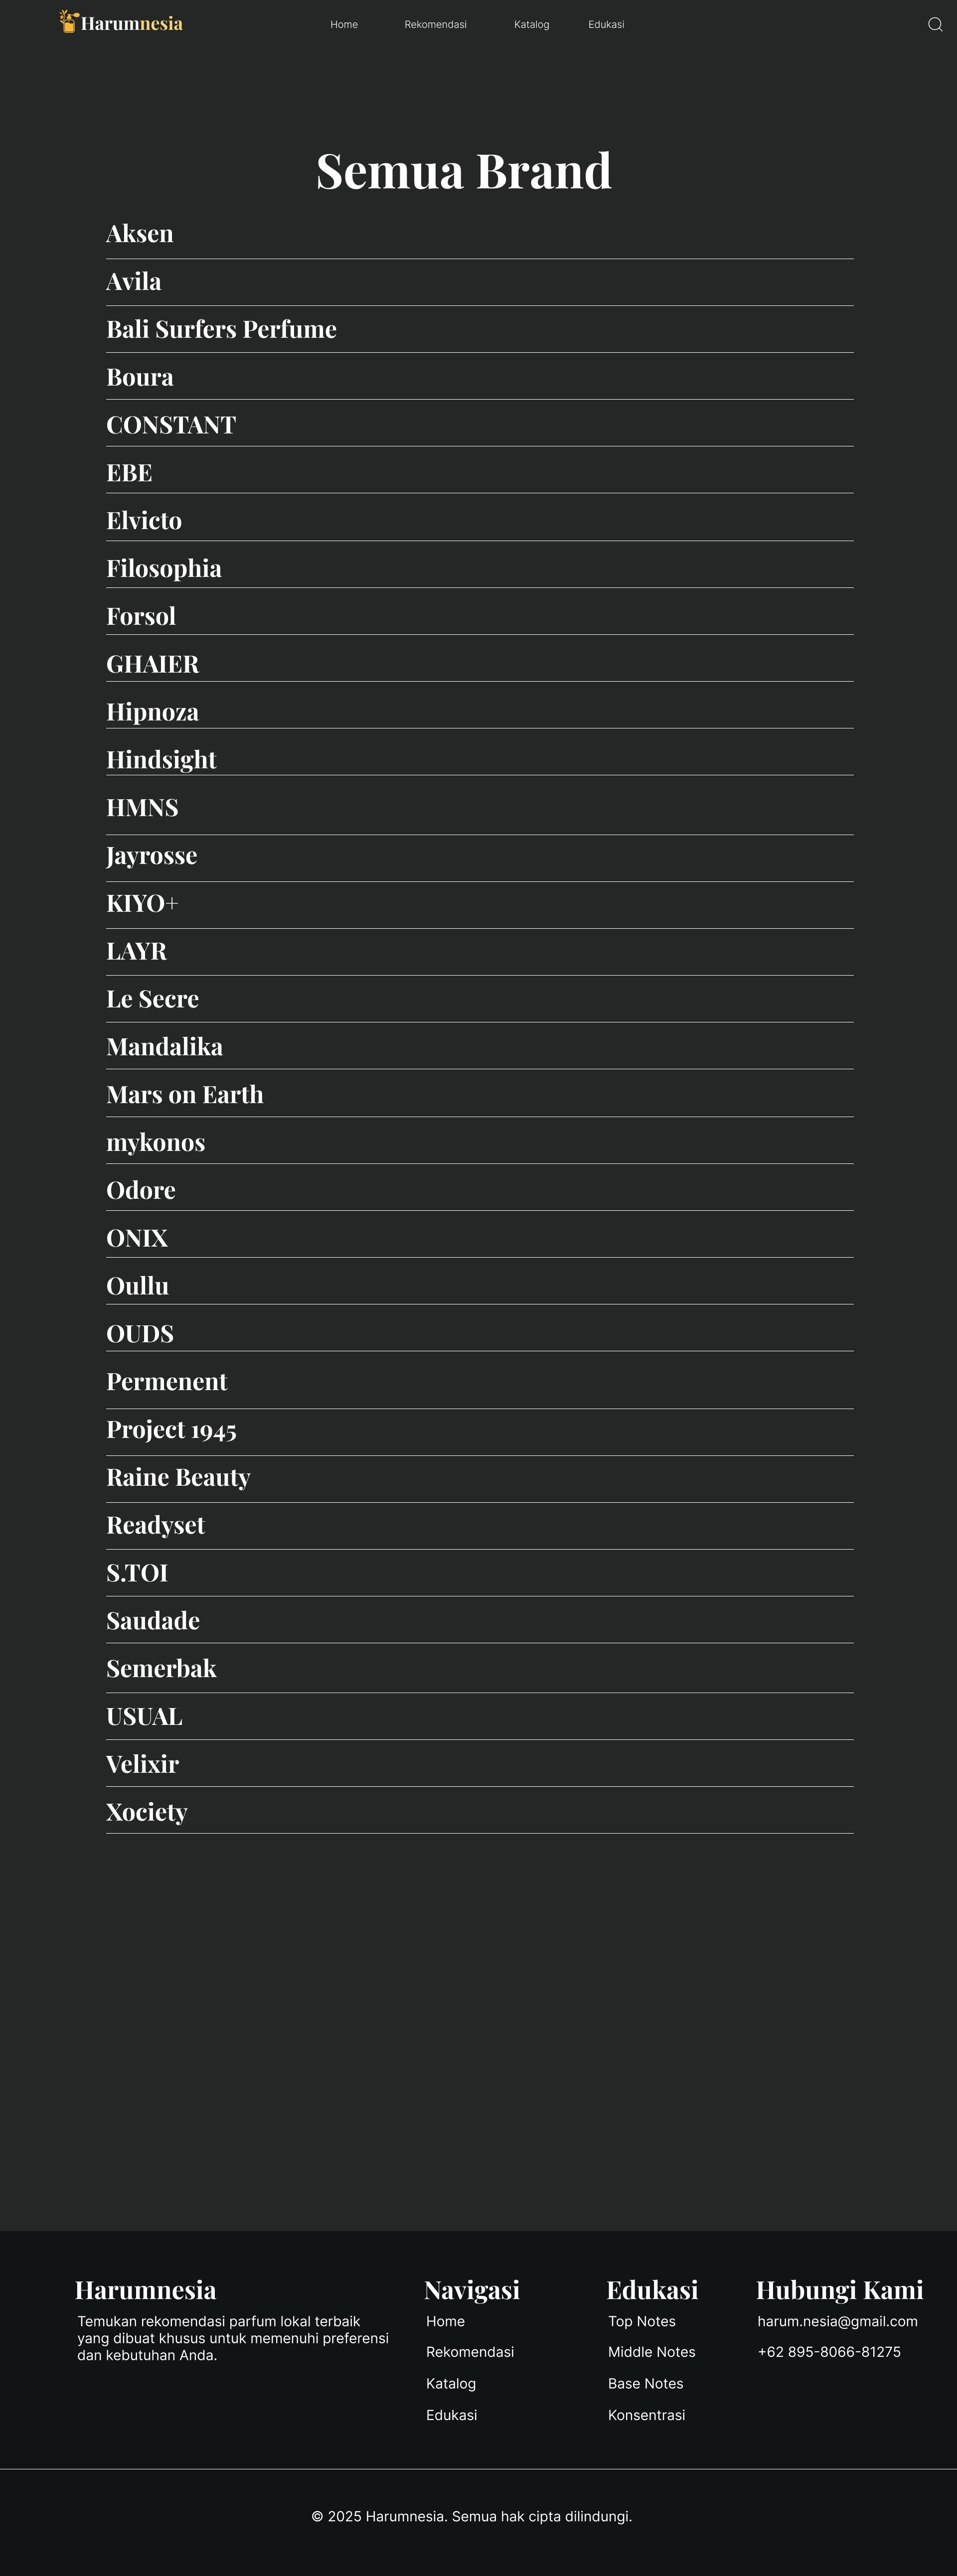 Harumnesia
Home Rekomendasi Katalog Edukasi
Semua Brand
Aksen
Avila
Bali Surfers Perfume
Boura
CONSTANT
EBE
Elvicto
Filosophia
Forsol
GHAIER
Hipnoza
Hindsight
HMNS
Jayrosse
KIYO+
LAYR
Le Secre
Mandalika
Mars on Earth
mykonos
Odore
ONIX
Oullu
OUDS
Permenent
Project 1945
Raine Beauty
Readyset
S.TOI
Saudade
Semerbak
USUAL
Velixir
Xociety
Harumnesia
Temukan rekomendasi parfum lokal terbaik
yang dibuat khusus untuk memenuhi preferensi
dan kebutuhan Anda.
Navigasi
Home
Rekomendasi
Katalog
Edukasi
Edukasi
Top Notes
Middle Notes
Base Notes
Konsentrasi
Hubungi Kami
harum.nesia@gmail.com
+62 895-8066-81275
© 2025 Harumnesia. Semua hak cipta dilindungi.